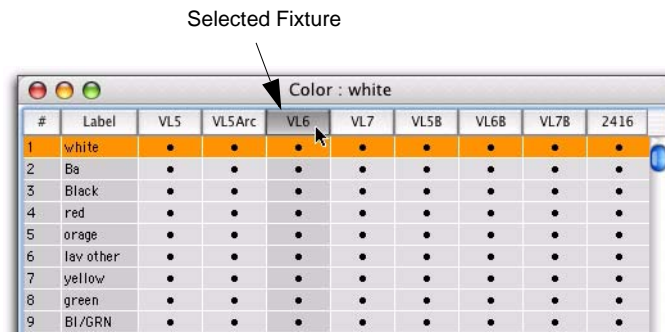 Selected Fixture
Color : white
# Label VL5 VL5Arc VL6 VL7 VL5B VL6B VL7B 2416
1 white • • • • • • • •
2 Ba • • • • • • • •
3 Black • • • • • • • •
4 red • • • • • • • •
5 orage • • • • • • • •
6 lav other • • • • • • • •
7 yellow • • • • • • • •
8 green • • • • • • • •
9 Bl/GRN • • • • • • • •